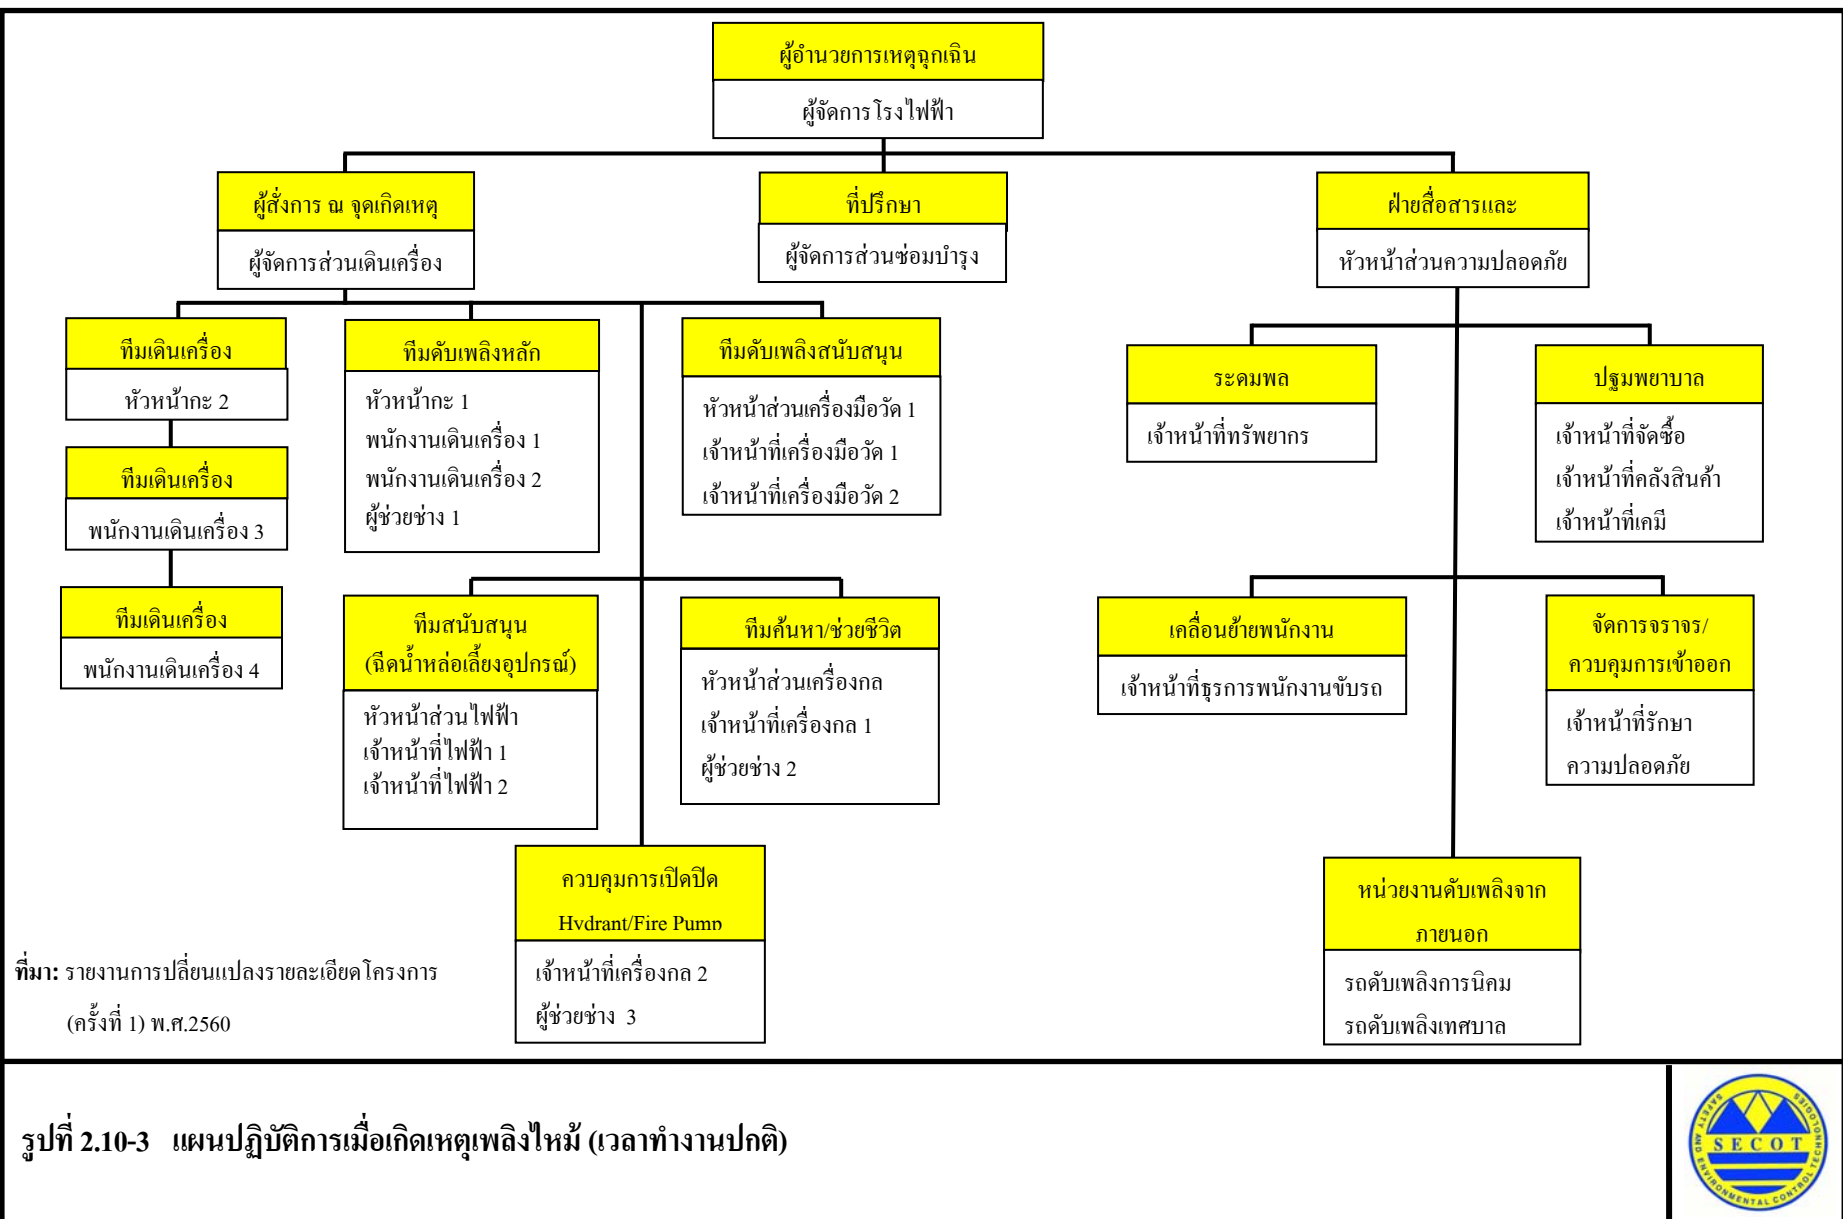 ผู้อำนวยการเหตุฉุกเฉิน
ผู้จัดการโรงไฟฟ้า
ผู้สั่งการ ณ จุดเกิดเหตุ
ผู้จัดการส่วนเดินเครื่อง
ที่ปรึกษา
ผู้จัดการส่วนซ่อมบำรุง
ฝ่ายสื่อสารและ
หัวหน้าส่วนความปลอดภัย
ทีมเดินเครื่อง
หัวหน้ากะ 2
ทีมเดินเครื่อง
พนักงานเดินเครื่อง 3
ทีมเดินเครื่อง
พนักงานเดินเครื่อง 4
ทีมดับเพลิงหลัก
หัวหน้ากะ 1
พนักงานเดินเครื่อง 1
พนักงานเดินเครื่อง 2
ผู้ช่วยช่าง 1
ทีมดับเพลิงสนับสนุน
หัวหน้าส่วนเครื่องมือวัด 1
เจ้าหน้าที่เครื่องมือวัด 1
เจ้าหน้าที่เครื่องมือวัด 2
ทีมสนับสนุน
(ฉีดน้ำหล่อเลี้ยงอุปกรณ์)
หัวหน้าส่วนไฟฟ้า
เจ้าหน้าที่ไฟฟ้า 1
เจ้าหน้าที่ไฟฟ้า 2
ทีมค้นหา/ช่วยชีวิต
หัวหน้าส่วนเครื่องกล
เจ้าหน้าที่เครื่องกล 1
ผู้ช่วยช่าง 2
ควบคุมการเปิดปิด
Hydrant/Fire Pump
เจ้าหน้าที่เครื่องกล 2
ผู้ช่วยช่าง 3
ระดมพล
เจ้าหน้าที่ทรัพยากร
ปฐมพยาบาล
เจ้าหน้าที่จัดซื้อ
เจ้าหน้าที่คลังสินค้า
เจ้าหน้าที่เคมี
เคลื่อนย้ายพนักงาน
เจ้าหน้าที่ธุรการพนักงานขับรถ
จัดการจราจร/
ควบคุมการเข้าออก
เจ้าหน้าที่รักษา
ความปลอดภัย
หน่วยงานดับเพลิงจาก
ภายนอก
รถดับเพลิงการนิคม
รถดับเพลิงเทศบาล
ที่มา: รายงานการเปลี่ยนแปลงรายละเอียดโครงการ
(ครั้งที่ 1) พ.ศ.2560
รูปที่ 2.10-3 แผนปฏิบัติการเมื่อเกิดเหตุเพลิงไหม้ (เวลาทำงานปกติ)
SECOT
SAFETY AND ENVIRONMENTAL CONTROL TECHNOLOGIES